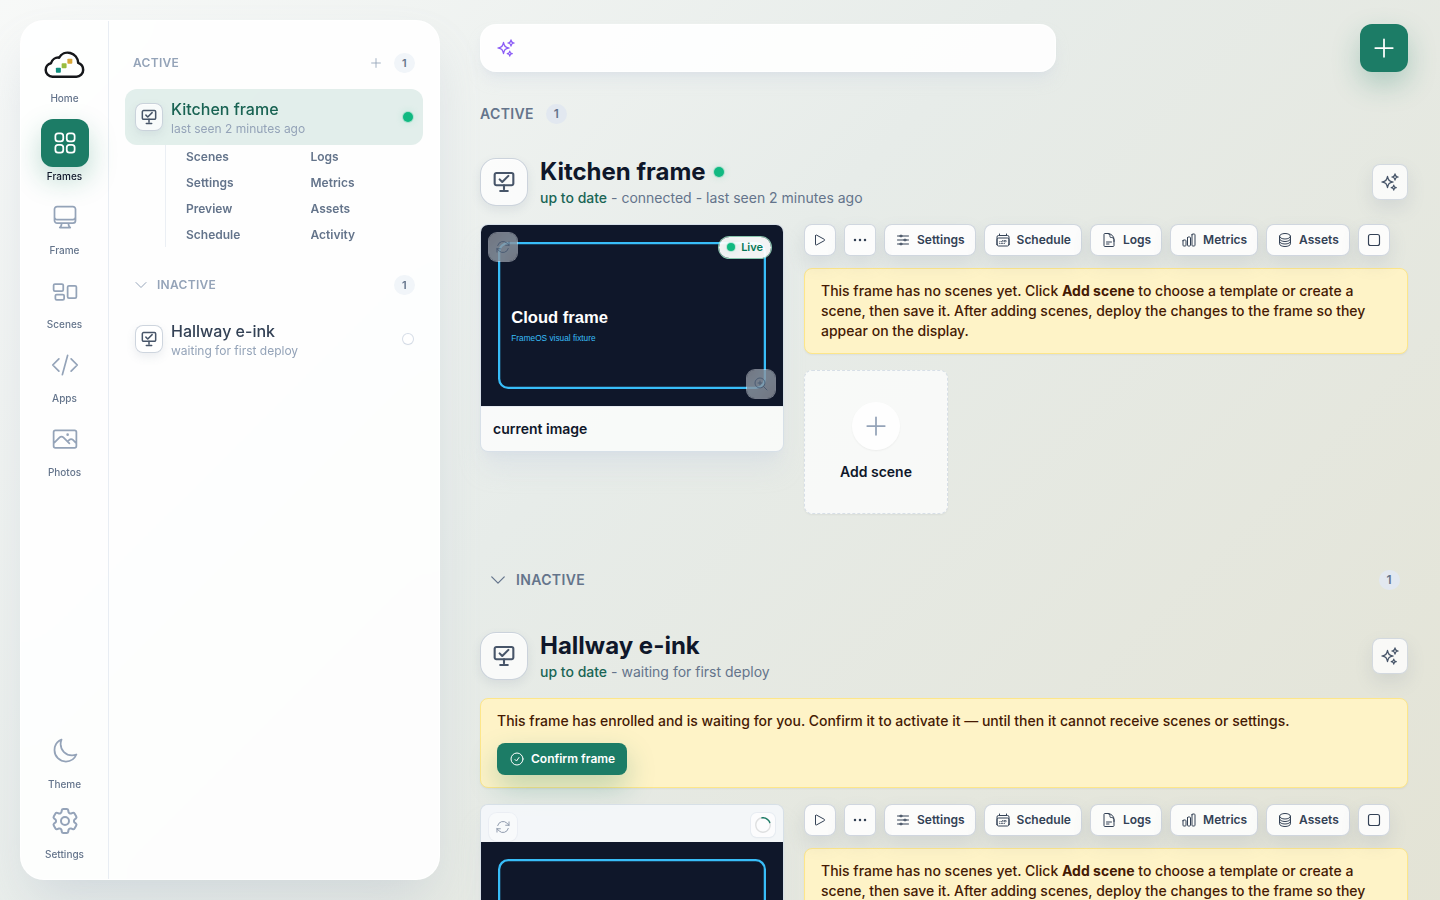 Home
Frames
Frame
Scenes
Apps
Photos
Theme
Settings
ACTIVE
1
Kitchen frame
last seen 2 minutes ago
Scenes
Logs
Settings
Metrics
Preview
Assets
Schedule
Activity
INACTIVE
1
Hallway e-ink
waiting for first deploy
ACTIVE
1
Kitchen frame
up to date - connected - last seen 2 minutes ago
Live
Cloud frame
FrameOS visual fixture
current image
Settings
Schedule
Logs
Metrics
Assets
This frame has no scenes yet. Click Add scene to choose a template or create a
scene, then save it. After adding scenes, deploy the changes to the frame so they
appear on the display.
Add scene
INACTIVE
1
Hallway e-ink
up to date - waiting for first deploy
This frame has enrolled and is waiting for you. Confirm it to activate it — until then it cannot receive scenes or settings.
Confirm frame
Settings
Schedule
Logs
Metrics
Assets
This frame has no scenes yet. Click Add scene to choose a template or create a
scene, then save it. After adding scenes, deploy the changes to the frame so they